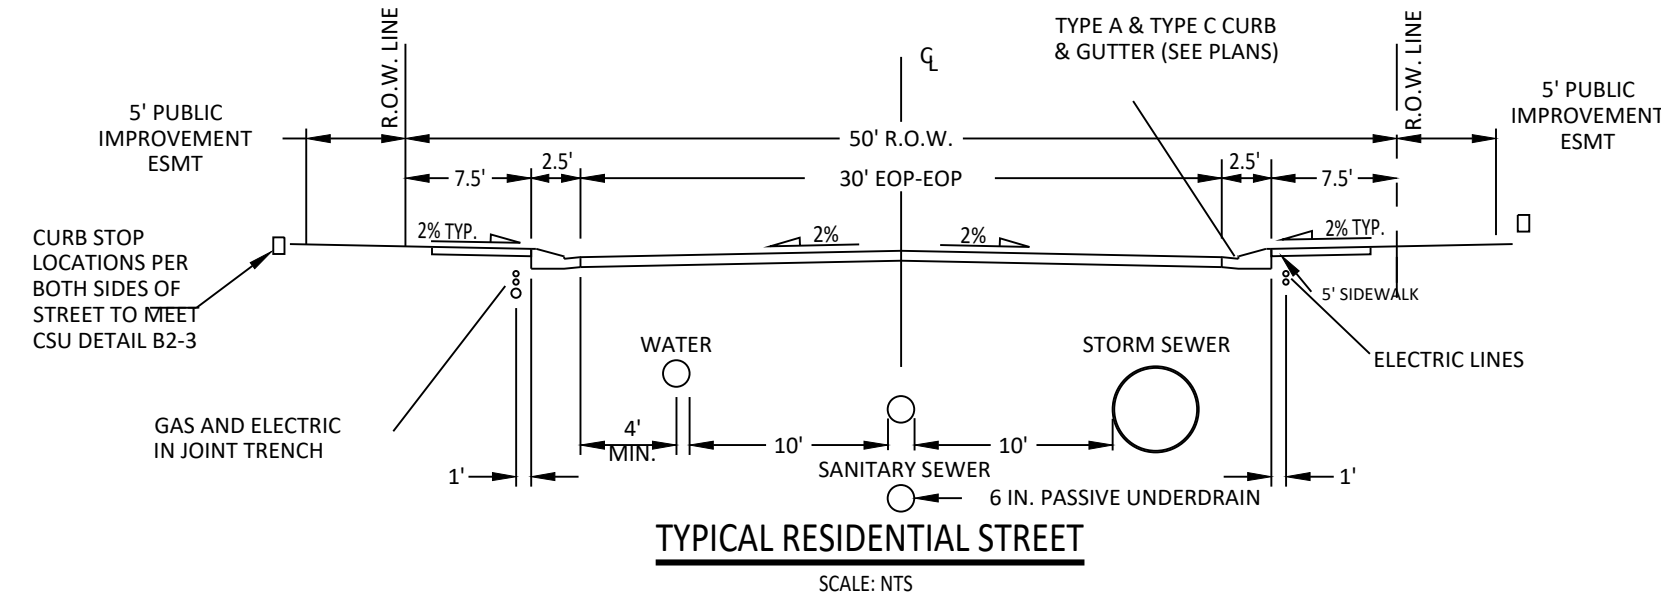 R.O.W. LINE
℄
TYPE A & TYPE C CURB
& GUTTER (SEE PLANS)
R.O.W. LINE
5' PUBLIC
IMPROVEMENT
ESMT
50' R.O.W.
5' PUBLIC
IMPROVEMENT
ESMT
7.5'
2.5'
30' EOP-EOP
2.5'
7.5'
2% TYP.
2%
2%
2% TYP.
CURB STOP
LOCATIONS PER
BOTH SIDES OF
STREET TO MEET
CSU DETAIL B2-3
5' SIDEWALK
WATER
STORM SEWER
ELECTRIC LINES
GAS AND ELECTRIC
IN JOINT TRENCH
4'
MIN.
10'
10'
SANITARY SEWER
1'
1'
6 IN. PASSIVE UNDERDRAIN
TYPICAL RESIDENTIAL STREET
SCALE: NTS